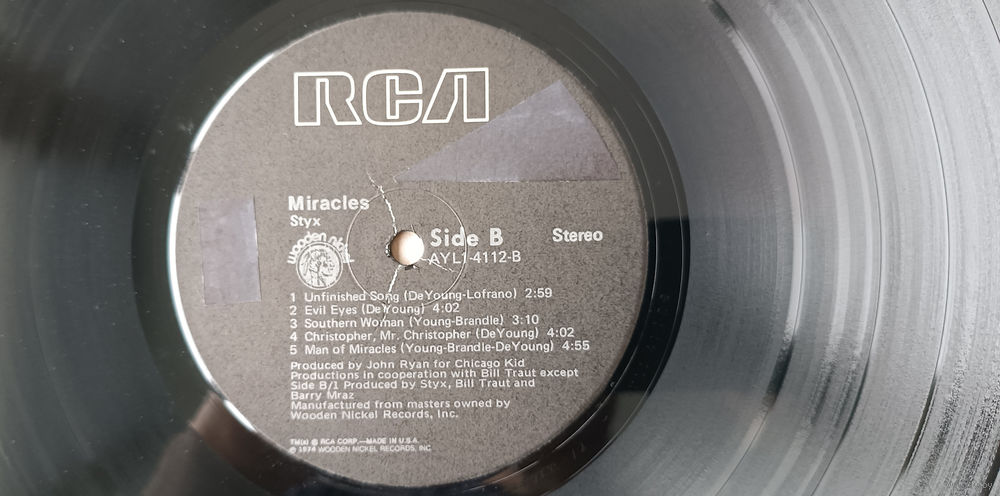 RCA
Miracles
Styx
wooden nickel
Side B
Stereo
AYL1-4112-B
1 Unfinished Song (DeYoung-Lofrano) 2:59
2 Evil Eyes (DeYoung) 4:02
3 Southern Woman (Young-Brandle) 3:10
4 Christopher, Mr. Christopher (DeYoung) 4:02
5 Man of Miracles (Young-Brandle-DeYoung) 4:55
Produced by John Ryan for Chicago Kid
Productions in cooperation with Bill Traut except
Side B/1 Produced by Styx, Bill Traut and
Barry Mraz
Manufactured from masters owned by
Wooden Nickel Records, Inc.
TM(s) ® RCA CORP.—MADE IN U.S.A.
℗ 1974 WOODEN NICKEL RECORDS, INC